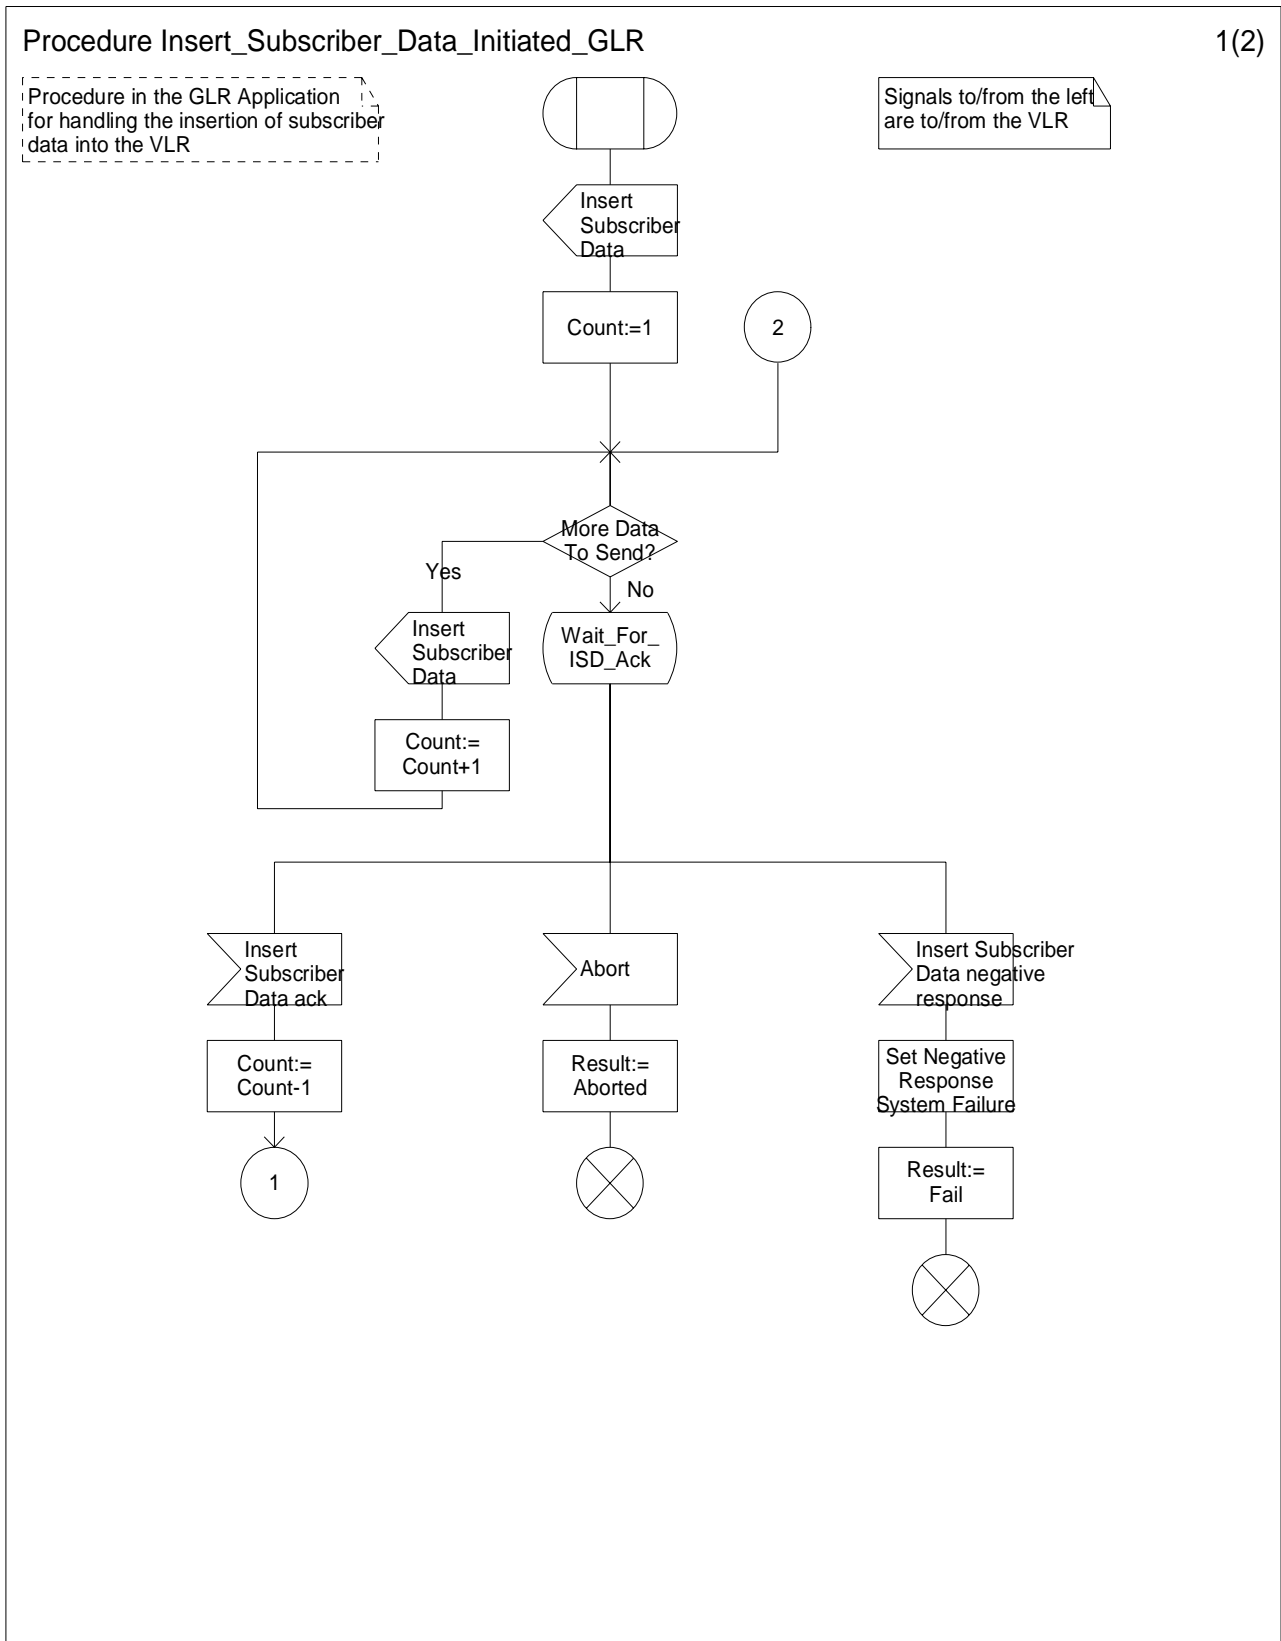 Procedure Insert_Subscriber_Data_Initiated_GLR
1(2)
Procedure in the GLR Application
for handling the insertion of subscriber
data into the VLR
Signals to/from the left
are to/from the VLR
Insert
Subscriber
Data
Count:=1
2
More Data
To Send?
Yes
No
Insert
Subscriber
Data
Wait_For_
ISD_Ack
Count:=
Count+1
Insert
Subscriber
Data ack
Abort
Insert Subscriber
Data negative
response
Count:=
Count-1
Result:=
Aborted
Set Negative
Response
System Failure
1
Result:=
Fail